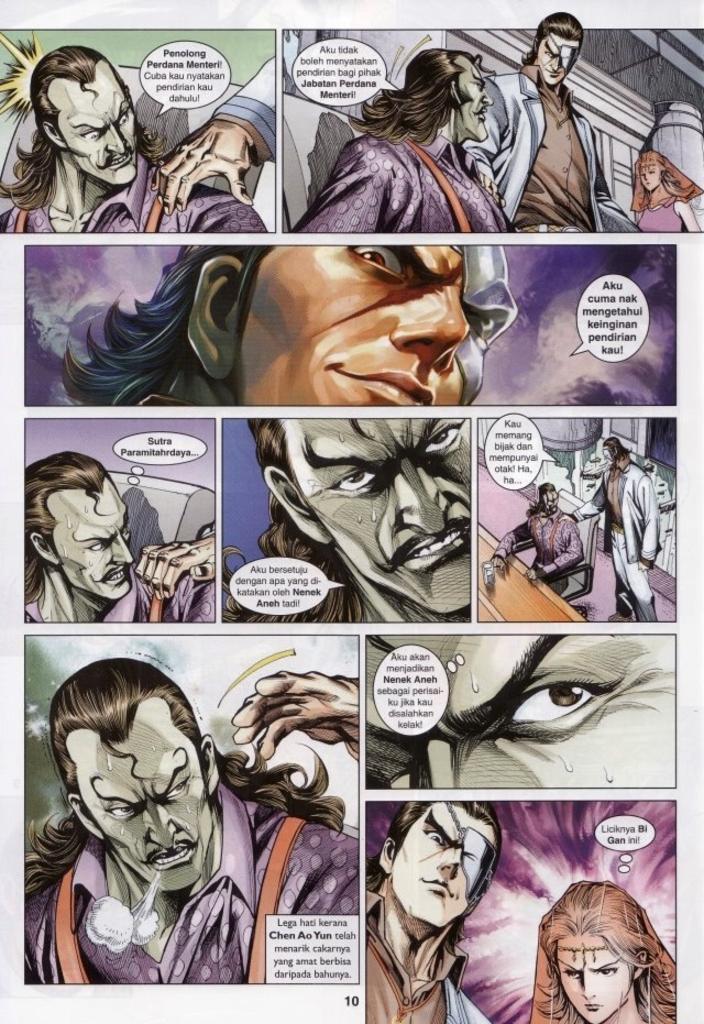 Penolong
Perdana Menteri!
Cuba kau nyatakan
pendirian kau
dahulu!
Aku tidak
boleh menyatakan
pendirian bagi pihak
Jabatan Perdana
Menteri!
Aku
cuma nak
mengetahui
keinginan
pendirian
kau!
Sutra
Paramitahrdaya...
Aku bersetuju
dengan apa yang di-
katakan oleh Nenek
Aneh tadi!
Kau
memang
bijak dan
mempunyai
otak! Ha,
ha...
Lega hati kerana
Chen Ao Yun telah
menarik cakarnya
yang amat berbisa
daripada bahunya.
Aku akan
menjadikan
Nenek Aneh
sebagai perisai-
ku jika kau
disalahkan
kelak!
Liciknya Bi
Gan ini!
10